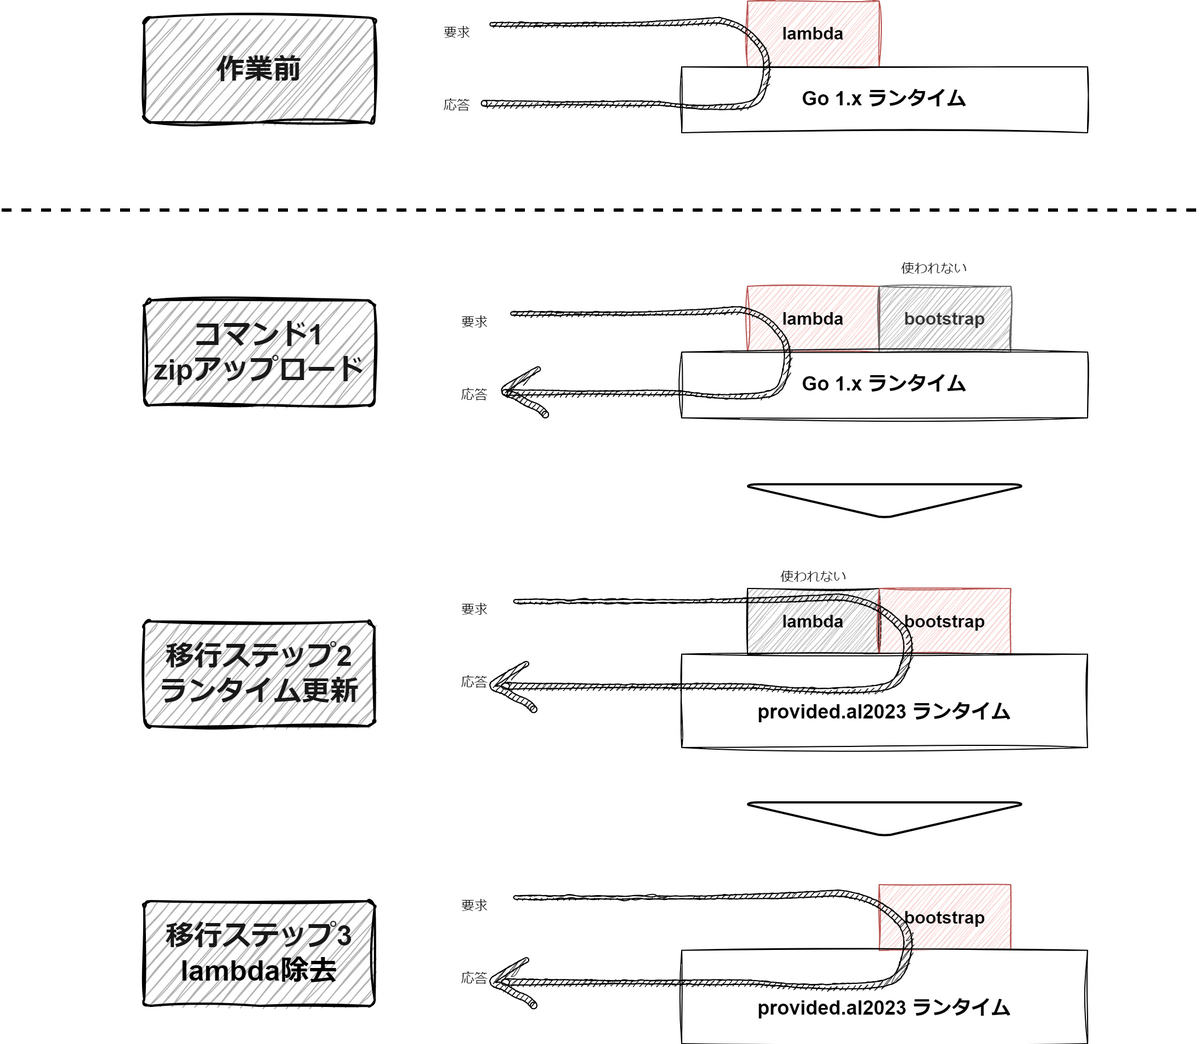 作業前
要求
lambda
応答
Go 1.x ランタイム
使われない
コマンド1
zipアップロード
要求
lambda
bootstrap
応答
Go 1.x ランタイム
使われない
移行ステップ2
ランタイム更新
要求
lambda
bootstrap
応答
provided.al2023 ランタイム
移行ステップ3
lambda除去
要求
bootstrap
応答
provided.al2023 ランタイム